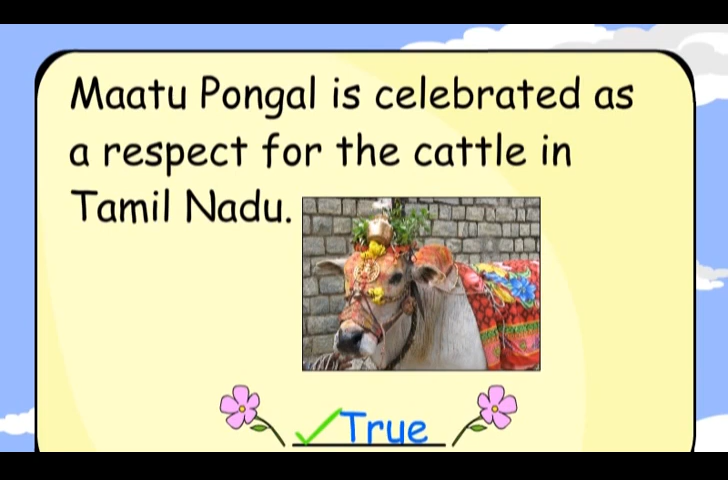 Maatu Pongal is celebrated as
a respect for the cattle in
Tamil Nadu.
True